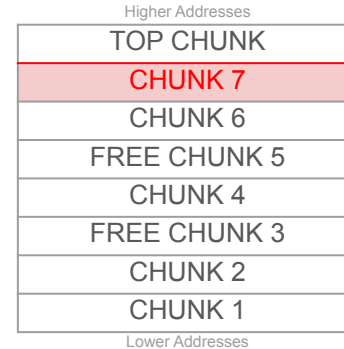 Higher Addresses
TOP CHUNK
CHUNK 7
CHUNK 6
FREE CHUNK 5
CHUNK 4
FREE CHUNK 3
CHUNK 2
CHUNK 1
Lower Addresses